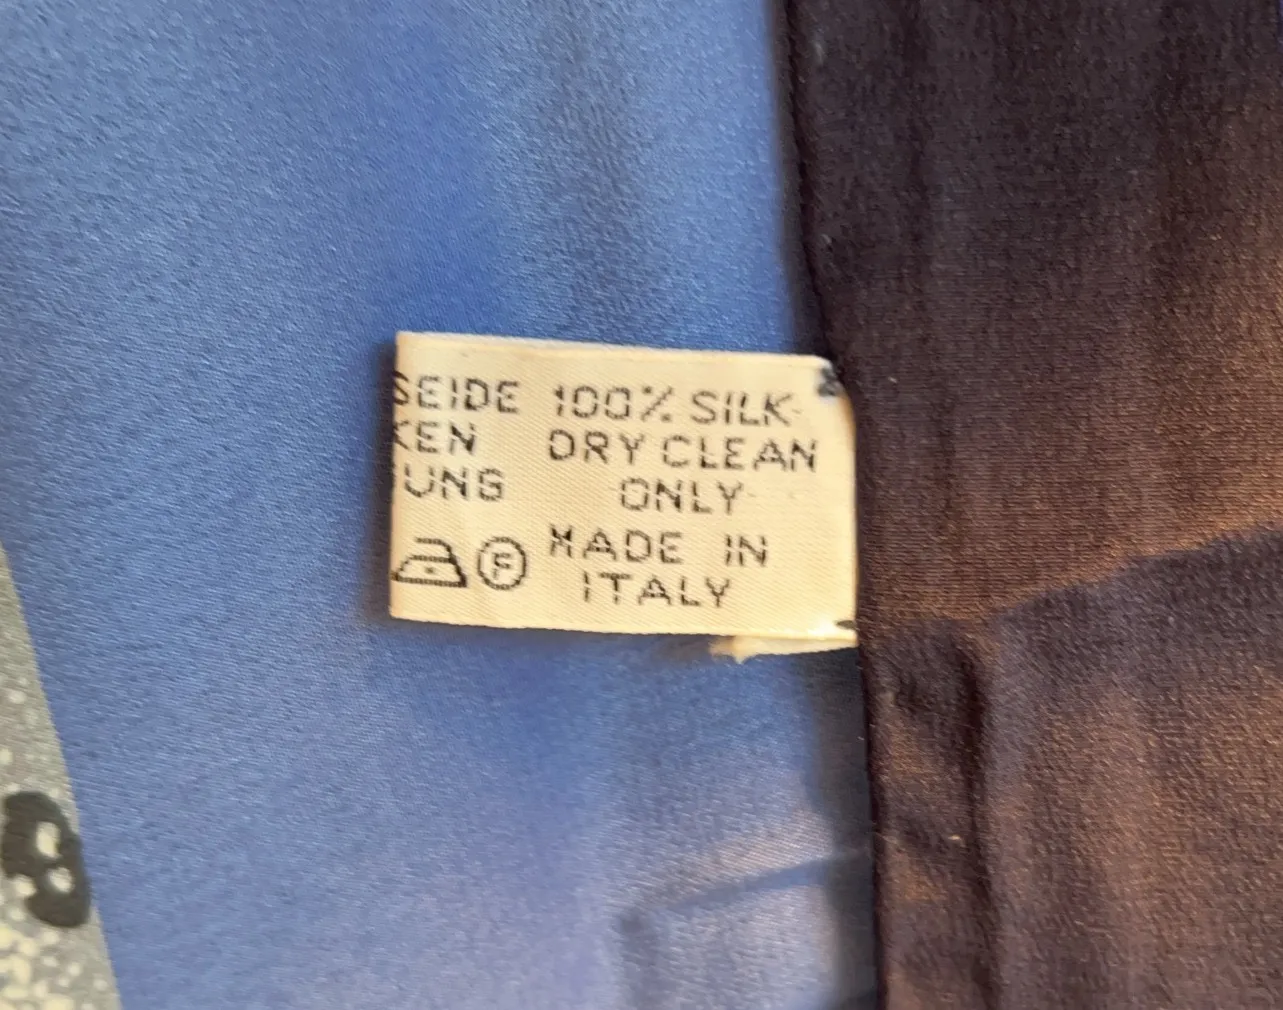 SEIDE 100% SILK
KEN DRY CLEAN
UNG ONLY
MADE IN
F ITALY